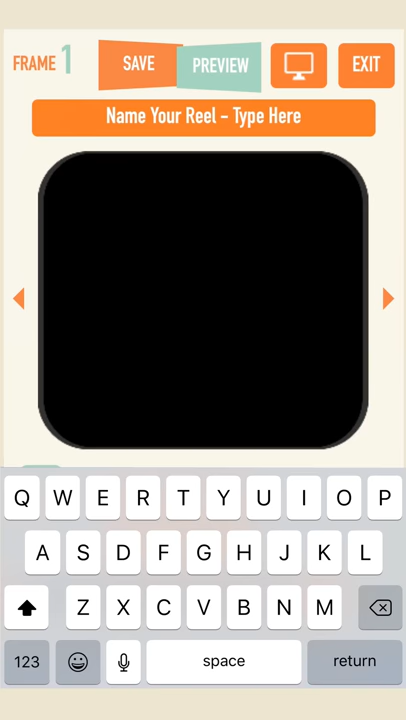 FRAME 1 SAVE PREVIEW EXIT
Name Your Reel - Type Here
Q W E R T Y U I O P
A S D F G H J K L
Z X C V B N M
123 space return